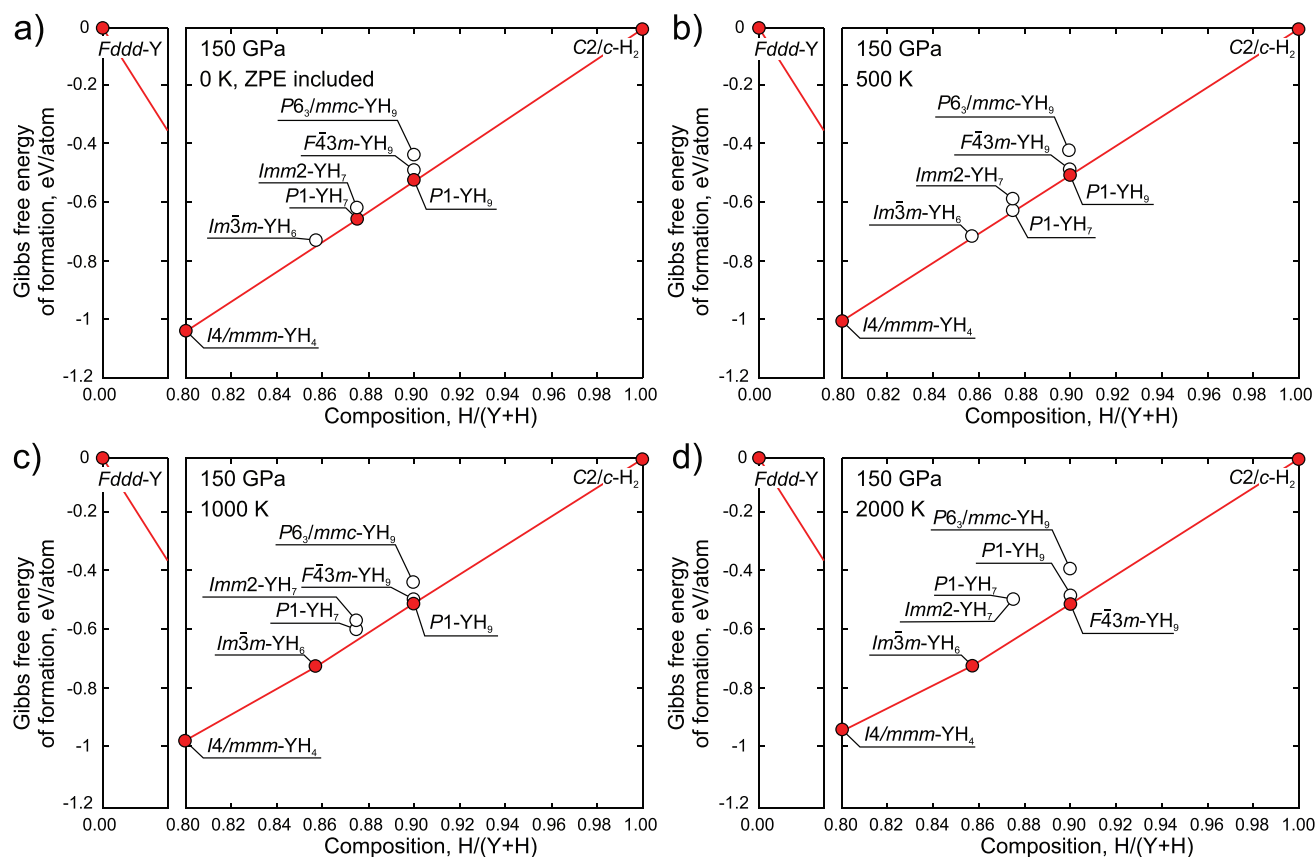 a)
Gibbs free energy
of formation, eV/atom
0
-0.2
-0.4
-0.6
-0.8
-1
-1.2
Fddd-Y
150 GPa
0 K, ZPE included
C2/c-H₂
P6₃/mmc-YH₉
F4̅3m-YH₉
Imm2-YH₇
P1-YH₇
Im3̅m-YH₆
P1-YH₉
I4/mmm-YH₄
0.00 0.80 0.82 0.84 0.86 0.88 0.90 0.92 0.94 0.96 0.98 1.00
Composition, H/(Y+H)
b)
Gibbs free energy
of formation, eV/atom
0
-0.2
-0.4
-0.6
-0.8
-1
-1.2
Fddd-Y
150 GPa
500 K
C2/c-H₂
P6₃/mmc-YH₉
F4̅3m-YH₉
Imm2-YH₇
P1-YH₉
Im3̅m-YH₆
P1-YH₇
I4/mmm-YH₄
0.00 0.80 0.82 0.84 0.86 0.88 0.90 0.92 0.94 0.96 0.98 1.00
Composition, H/(Y+H)
c)
Gibbs free energy
of formation, eV/atom
0
-0.2
-0.4
-0.6
-0.8
-1
-1.2
Fddd-Y
150 GPa
1000 K
C2/c-H₂
P6₃/mmc-YH₉
Imm2-YH₇
F4̅3m-YH₉
P1-YH₇
P1-YH₉
Im3̅m-YH₆
I4/mmm-YH₄
0.00 0.80 0.82 0.84 0.86 0.88 0.90 0.92 0.94 0.96 0.98 1.00
Composition, H/(Y+H)
d)
Gibbs free energy
of formation, eV/atom
0
-0.2
-0.4
-0.6
-0.8
-1
-1.2
Fddd-Y
150 GPa
2000 K
C2/c-H₂
P6₃/mmc-YH₉
P1-YH₉
P1-YH₇
Imm2-YH₇
F4̅3m-YH₉
Im3̅m-YH₆
I4/mmm-YH₄
0.00 0.80 0.82 0.84 0.86 0.88 0.90 0.92 0.94 0.96 0.98 1.00
Composition, H/(Y+H)